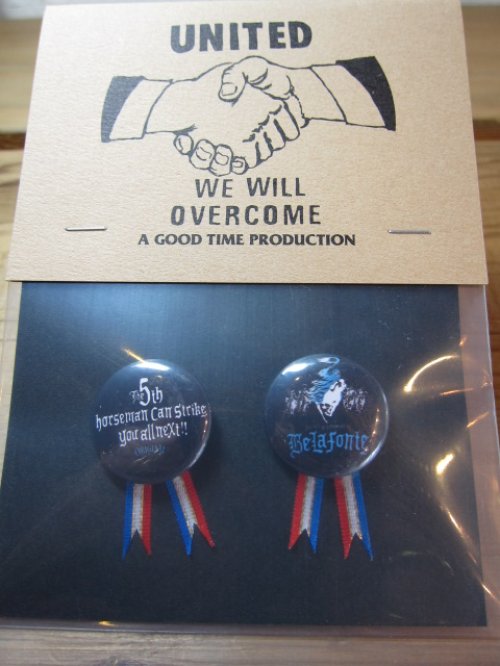 UNITED
WE WILL
OVERCOME
A GOOD TIME PRODUCTION
The 5th
horseman Can Strike
you all neXt!!
BeLaFonte